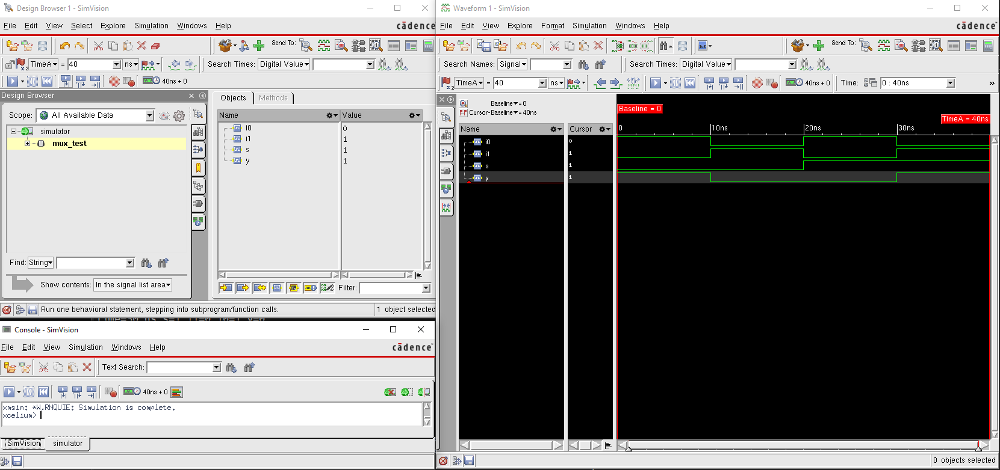 Design Browser 1 - SimVision
File Edit View Select Explore Simulation Windows Help
cādence
Send To:
TimeA = 40 ns
Search Times: Digital Value
40ns + 0
Design Browser
Scope: All Available Data
simulator
mux_test
Find: String
Show contents: In the signal list area
Objects Methods
Name Value
i0 0
i1 1
s 1
y 1
Filter:
Run one behavioral statement, stepping into subprogram/function calls.
1 object selected
Console - SimVision
File Edit View Simulation Windows Help
cādence
Text Search:
40ns + 0
xmsim: *W,RNQUIE: Simulation is complete.
xcelium>
SimVision simulator
Waveform 1 - SimVision
File Edit View Explore Format Simulation Windows Help
cādence
Send To:
Search Names: Signal
Search Times: Digital Value
TimeA = 40 ns
40ns + 0
Time: 0 : 40ns
»
Baseline = 0
Cursor-Baseline = 40ns
Name Cursor
i0 0
i1 1
s 1
y 1
Baseline = 0
TimeA = 40ns
0 10ns 20ns 30ns
0 objects selected